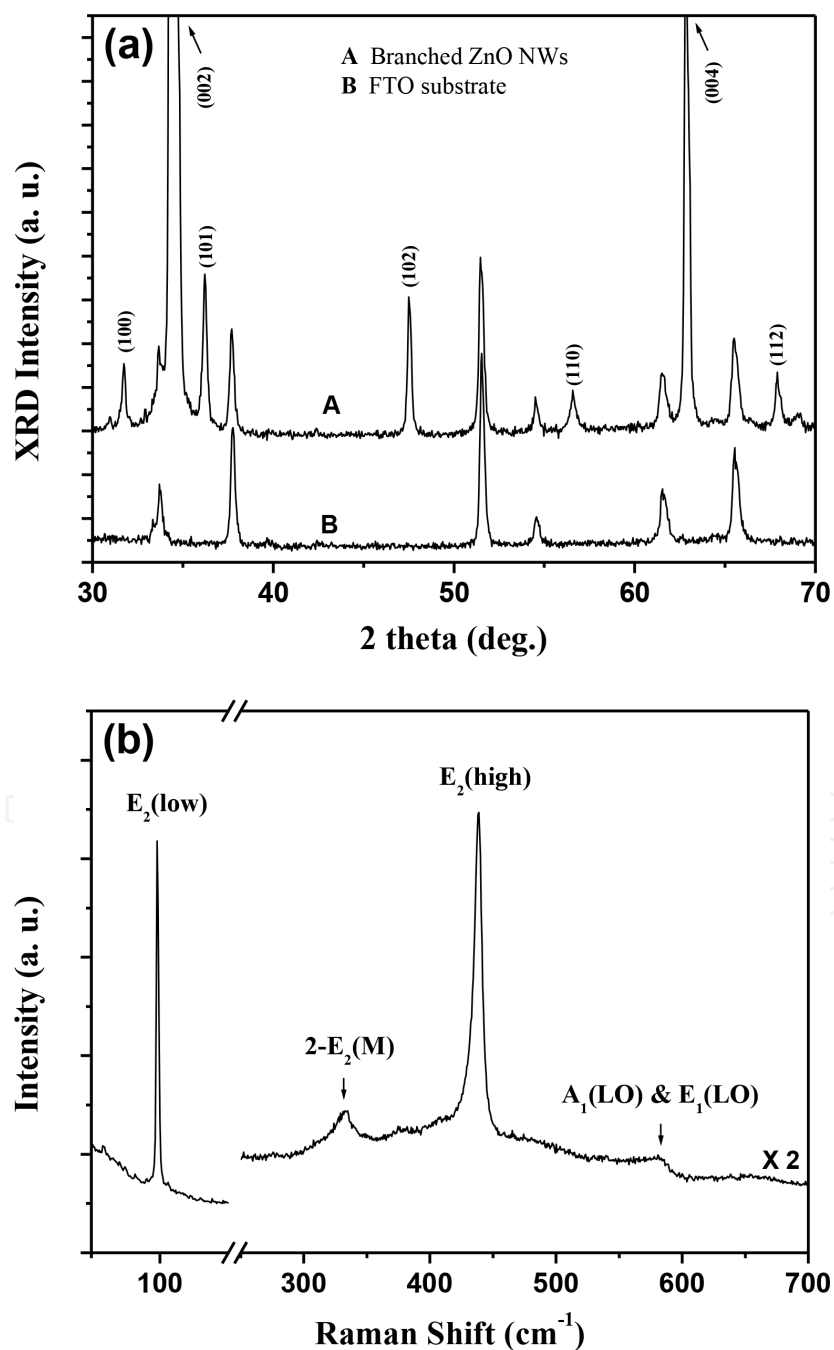 (a)
A Branched ZnO NWs
B FTO substrate
(100)
(002)
(101)
(102)
(110)
(004)
(112)
A
B
XRD Intensity (a. u.)
30 40 50 60 70
2 theta (deg.)
(b)
E₂(low)
E₂(high)
2-E₂(M)
A₁(LO) & E₁(LO)
X 2
Intensity (a. u.)
100 300 400 500 600 700
Raman Shift (cm⁻¹)